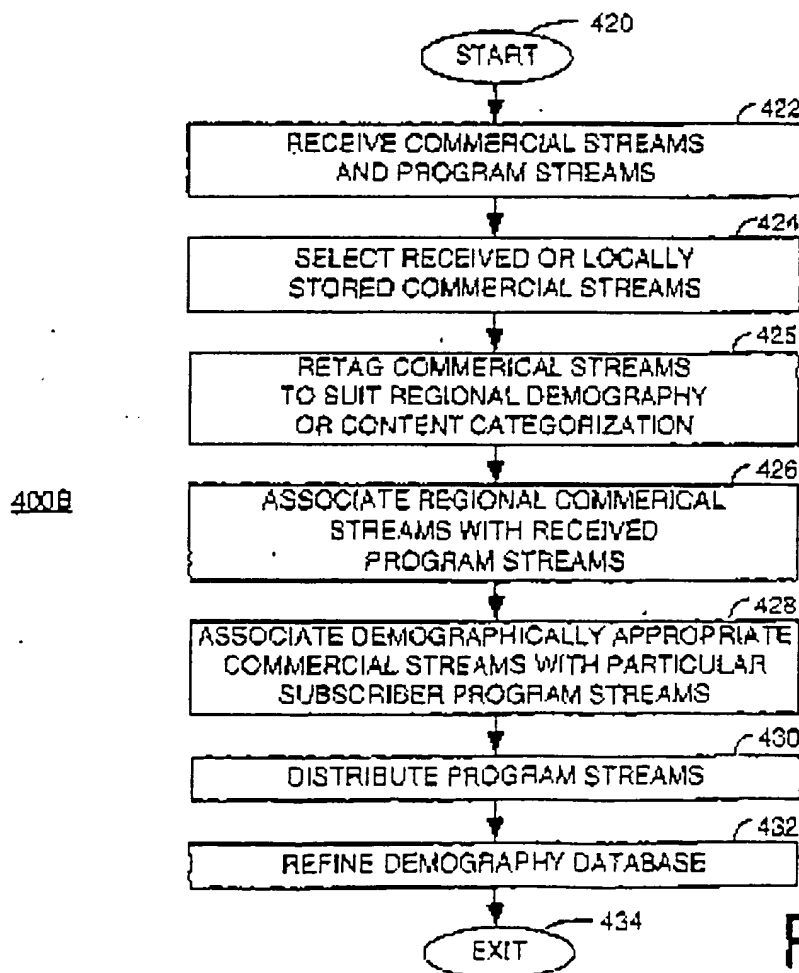 420
START
422
RECEIVE COMMERCIAL STREAMS
AND PROGRAM STREAMS
424
SELECT RECEIVED OR LOCALLY
STORED COMMERCIAL STREAMS
425
RETAG COMMERICAL STREAMS
TO SUIT REGIONAL DEMOGRAPHY
OR CONTENT CATEGORIZATION
400B
426
ASSOCIATE REGIONAL COMMERICAL
STREAMS WITH RECEIVED
PROGRAM STREAMS
428
ASSOCIATE DEMOGRAPHICALLY APPROPRIATE
COMMERCIAL STREAMS WITH PARTICULAR
SUBSCRIBER PROGRAM STREAMS
430
DISTRIBUTE PROGRAM STREAMS
432
REFINE DEMOGRAPHY DATABASE
434
EXIT